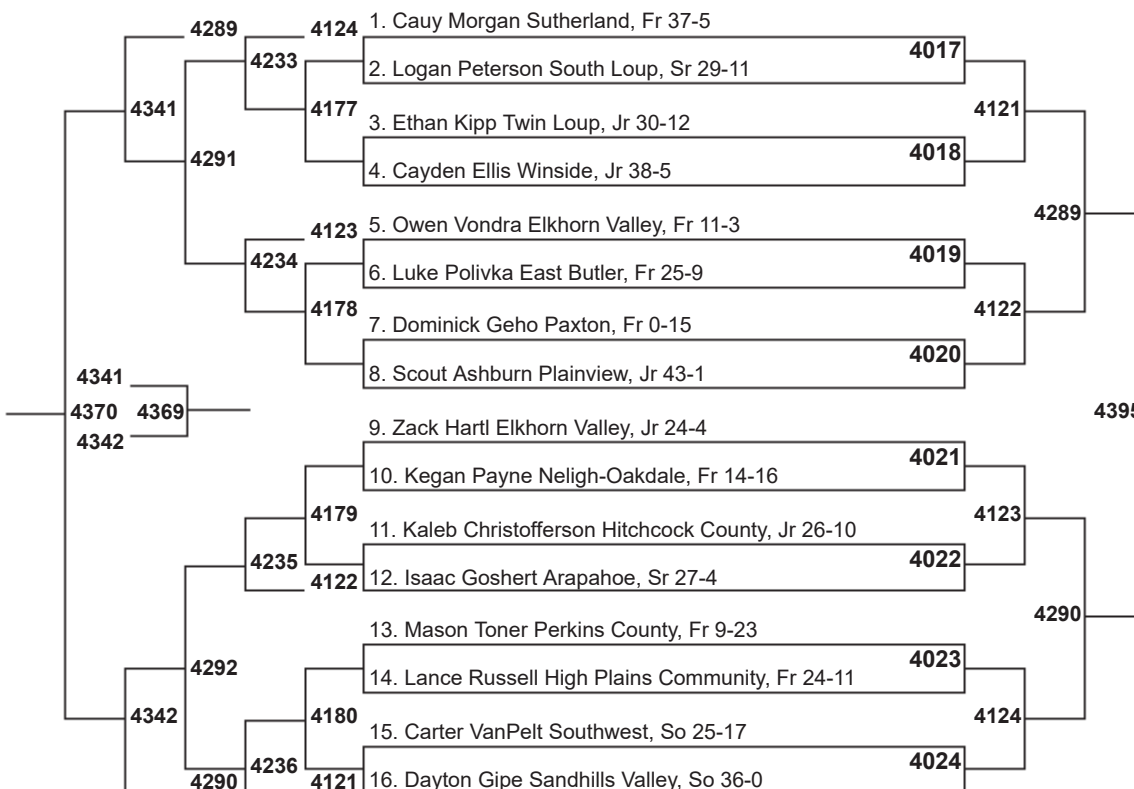 4289 4124 1. Cauy Morgan Sutherland, Fr 37-5
4017
4233
2. Logan Peterson South Loup, Sr 29-11
4341 4177 4121
3. Ethan Kipp Twin Loup, Jr 30-12
4018
4291
4. Cayden Ellis Winside, Jr 38-5
4289
4123 5. Owen Vondra Elkhorn Valley, Fr 11-3
4019
4234
6. Luke Polivka East Butler, Fr 25-9
4178 4122
7. Dominick Geho Paxton, Fr 0-15
4020
8. Scout Ashburn Plainview, Jr 43-1
4341
4370 4369 4395
4342
9. Zack Hartl Elkhorn Valley, Jr 24-4
4021
10. Kegan Payne Neligh-Oakdale, Fr 14-16
4179 4123
11. Kaleb Christofferson Hitchcock County, Jr 26-10
4022
4235
4122 12. Isaac Goshert Arapahoe, Sr 27-4
4290
13. Mason Toner Perkins County, Fr 9-23
4023
4292
14. Lance Russell High Plains Community, Fr 24-11
4342 4180 4124
15. Carter VanPelt Southwest, So 25-17
4024
4236
4290 4121 16. Dayton Gipe Sandhills Valley, So 36-0